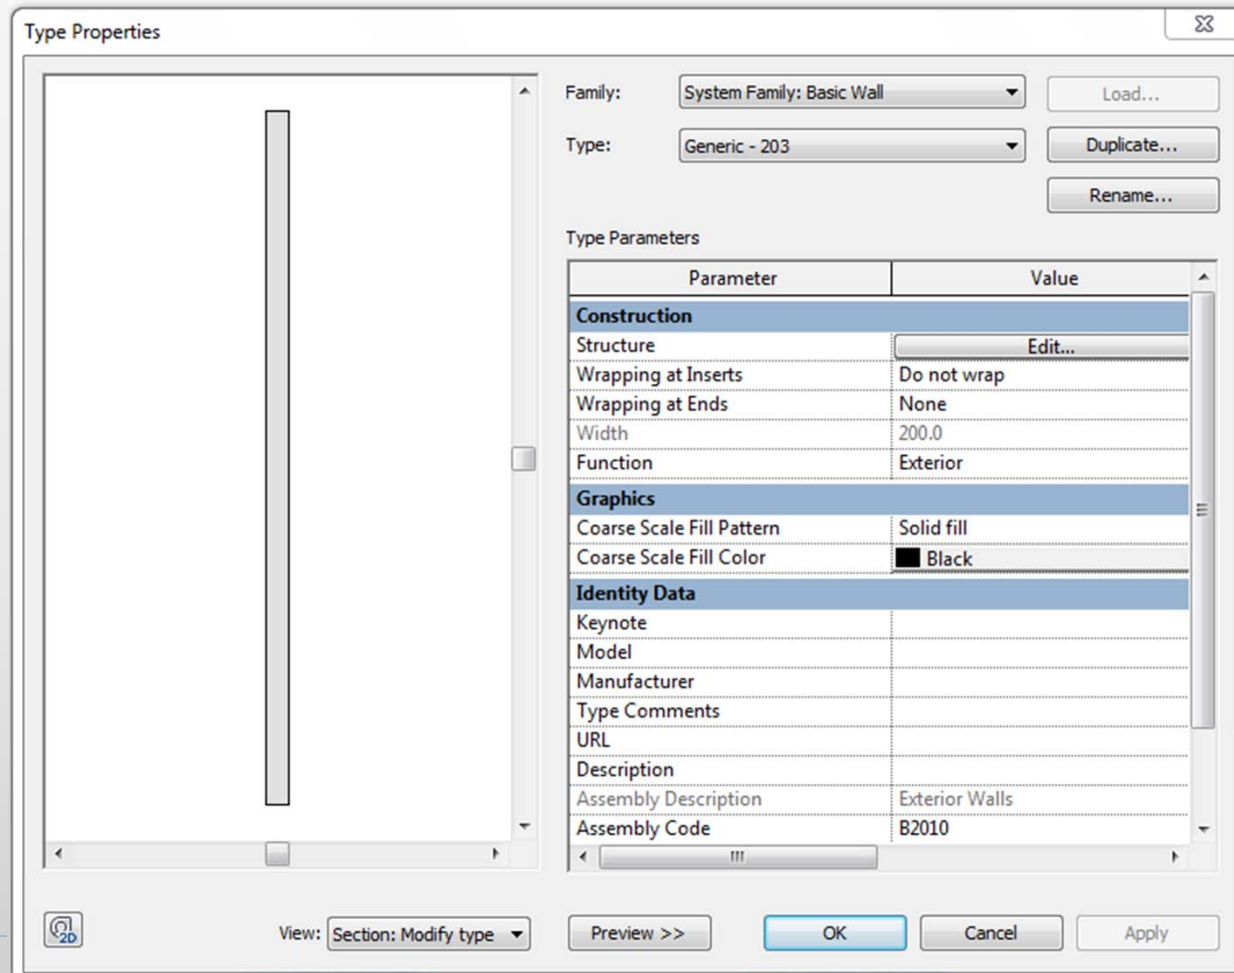 Type Properties
Family: System Family: Basic Wall Load...
Type: Generic - 203 Duplicate...
Rename...
Type Parameters
Parameter Value
Construction
Structure Edit...
Wrapping at Inserts Do not wrap
Wrapping at Ends None
Width 200.0
Function Exterior
Graphics
Coarse Scale Fill Pattern Solid fill
Coarse Scale Fill Color Black
Identity Data
Keynote
Model
Manufacturer
Type Comments
URL
Description
Assembly Description Exterior Walls
Assembly Code B2010
2D View: Section: Modify type Preview >> OK Cancel Apply